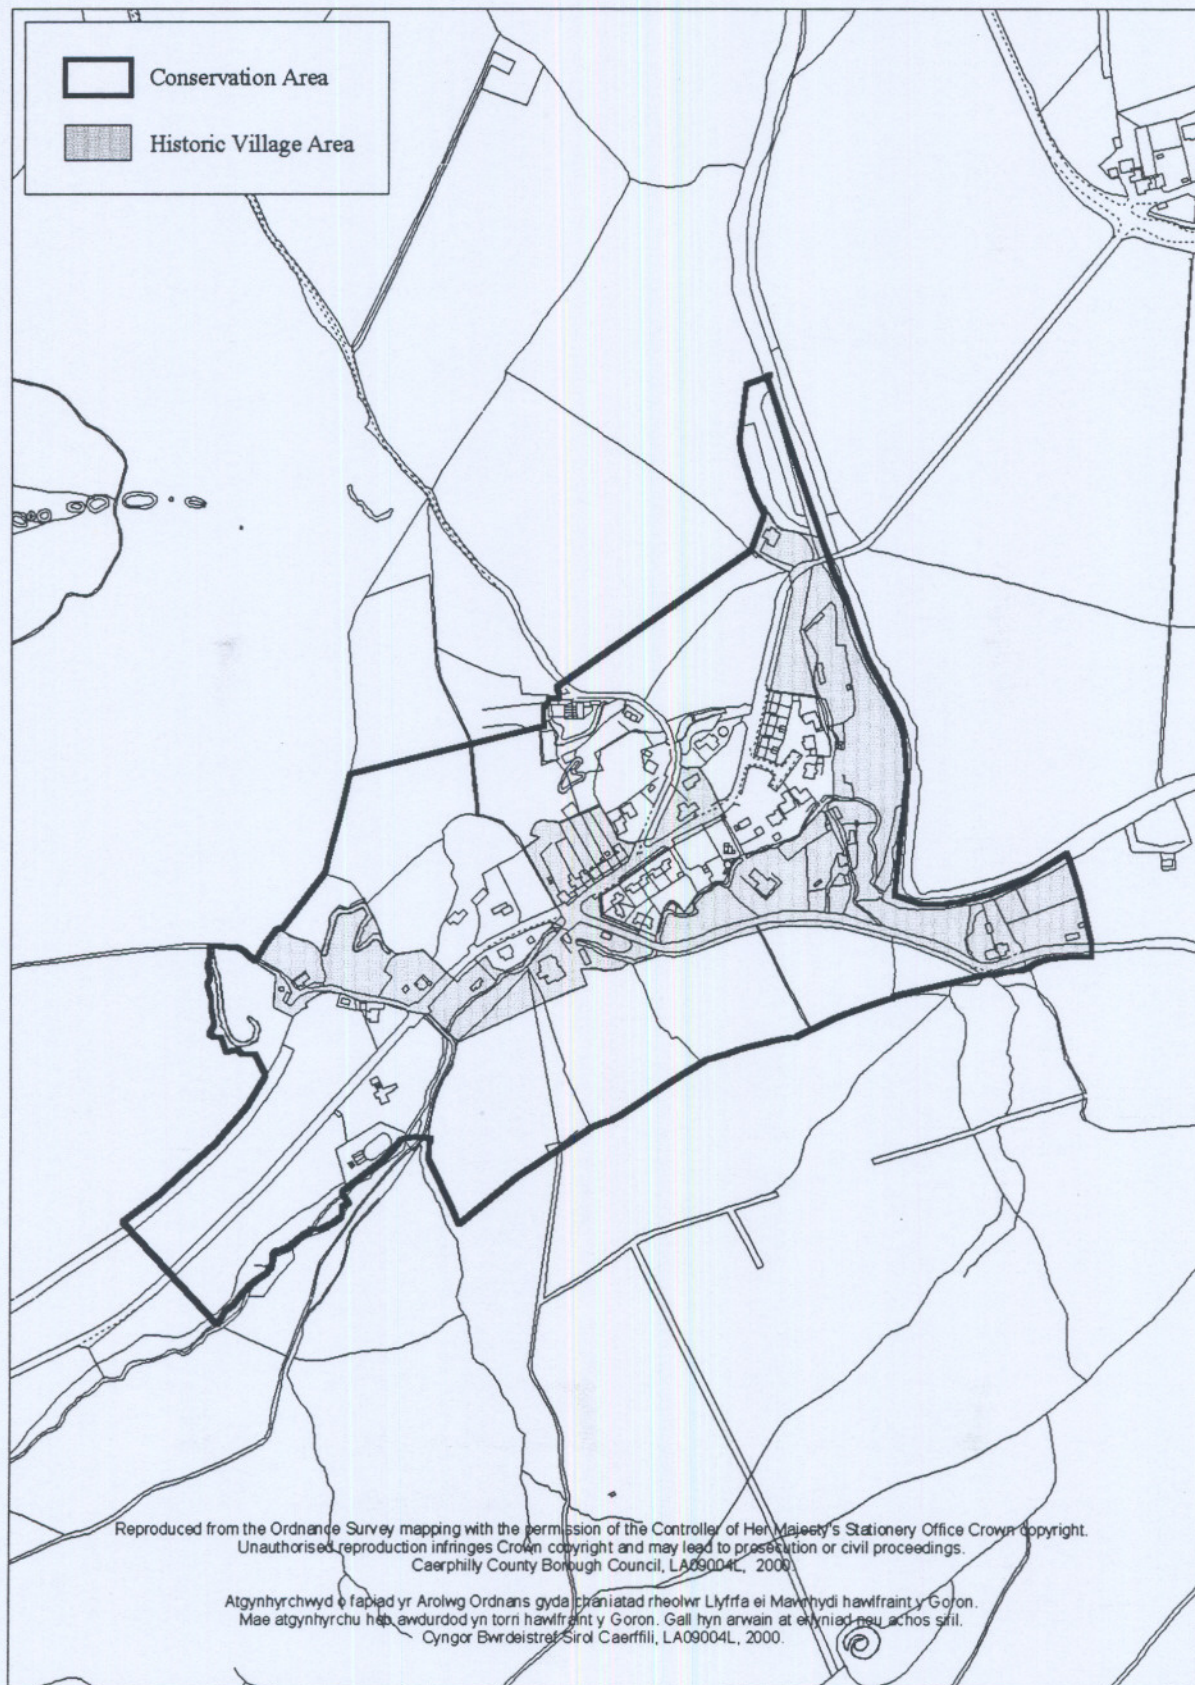 Conservation Area
Historic Village Area
Reproduced from the Ordnance Survey mapping with the permission of the Controller of Her Majesty's Stationery Office Crown copyright.
Unauthorised reproduction infringes Crown copyright and may lead to prosecution or civil proceedings.
Caerphilly County Borough Council, LA09004L, 2000.
Atgynhyrchwyd o fapiad yr Arolwg Ordnans gyda chaniatad rheolwr Llyfrfa ei Mawrhydi hawlfraint y Goron.
Mae atgynhyrchu heb awdurdod yn torri hawlfraint y Goron. Gall hyn arwain at erlyniad neu achos sifil.
Cyngor Bwrdeistref Sirol Caerffili, LA09004L, 2000.